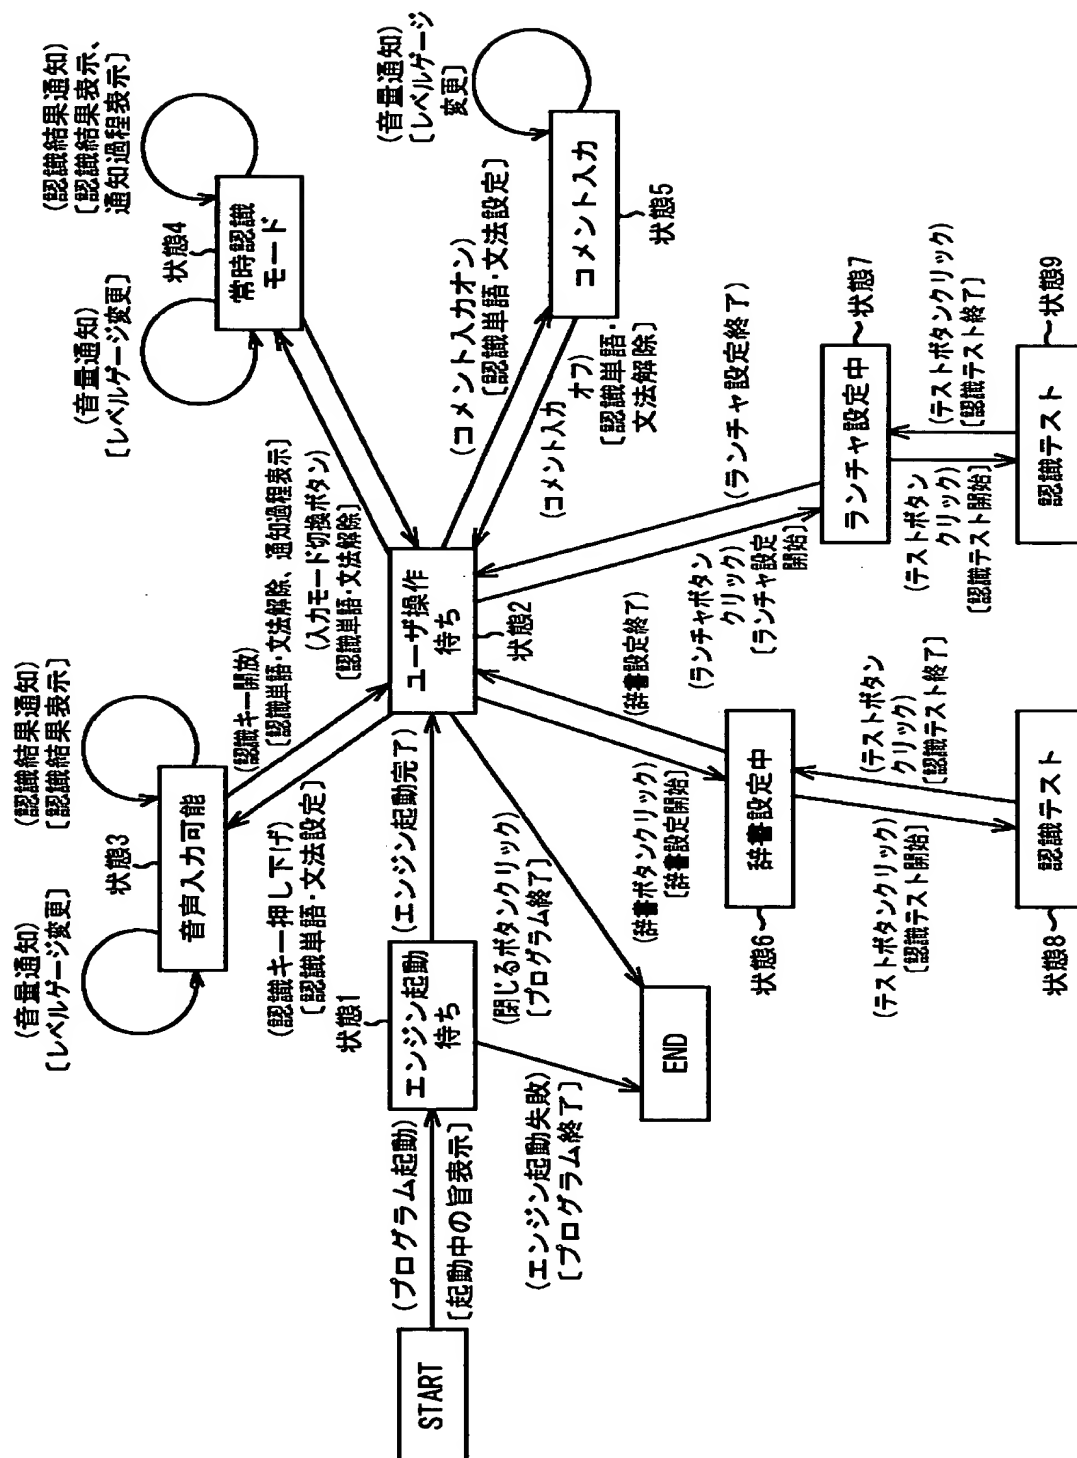 START
(プログラム起動)
[起動中の旨表示]
状態1
エンジン起動
待ち
(エンジン起動失敗)
[プログラム終了]
(エンジン起動完了)
END
(閉じるボタンクリック)
[プログラム終了]
ユーザ操作
待ち
状態2
(音量通知)
[レベルゲージ変更]
状態3
音声入力可能
(認識結果通知)
[認識結果表示]
(認識キー押し下げ)
[認識単語・文法設定]
(認識キー開放)
[認識単語・文法解除、通知過程表示]
(入力モード切換ボタン)
[認識単語・文法解除]
(音量通知)
[レベルゲージ変更]
状態4
常時認識
モード
(認識結果通知)
[認識結果表示、
通知過程表示]
(コメント入力オン)
[認識単語・文法設定]
(コメント入力
オフ)
[認識単語・
文法解除]
(音量通知)
[レベルゲージ
変更]
コメント入力
状態5
(辞書ボタンクリック)
[辞書設定開始]
(辞書設定終了)
状態6
辞書設定中
(テストボタンクリック)
[認識テスト開始]
(テストボタン
クリック)
[認識テスト終了]
状態8
認識テスト
(ランチャボタン
クリック)
[ランチャ設定
開始]
(ランチャ設定終了)
ランチャ設定中
状態7
(テストボタン
クリック)
[認識テスト開始]
(テストボタンクリック)
[認識テスト終了]
認識テスト
状態9